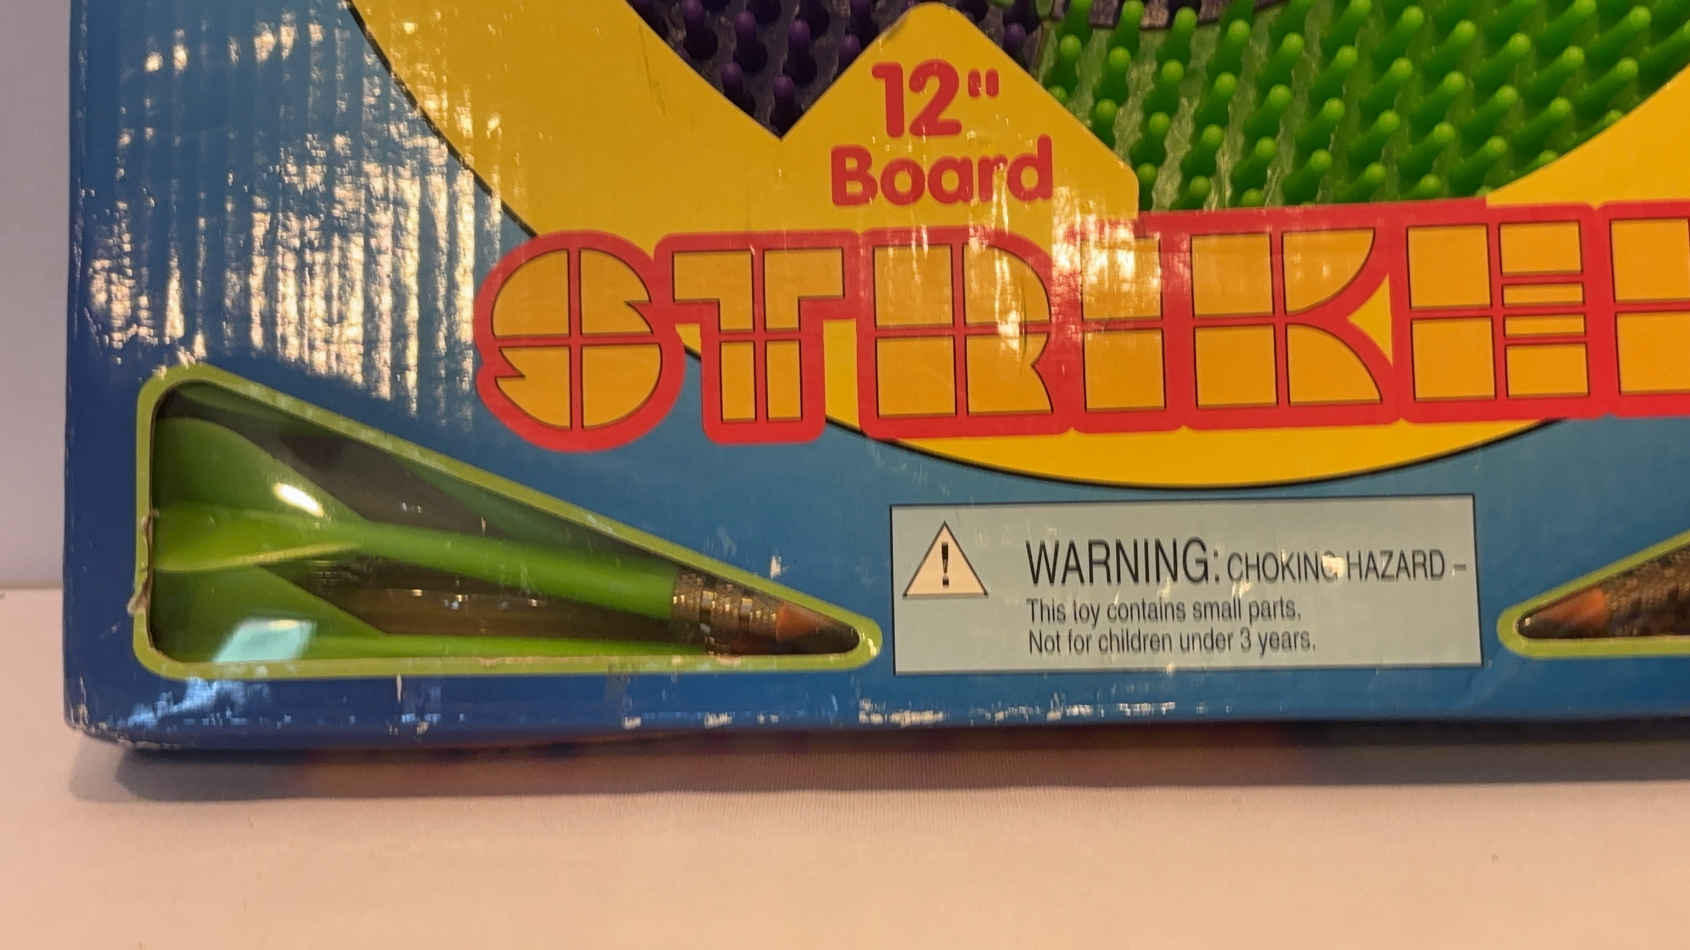 12"
Board
STRIKE
WARNING: CHOKING HAZARD –
This toy contains small parts.
Not for children under 3 years.